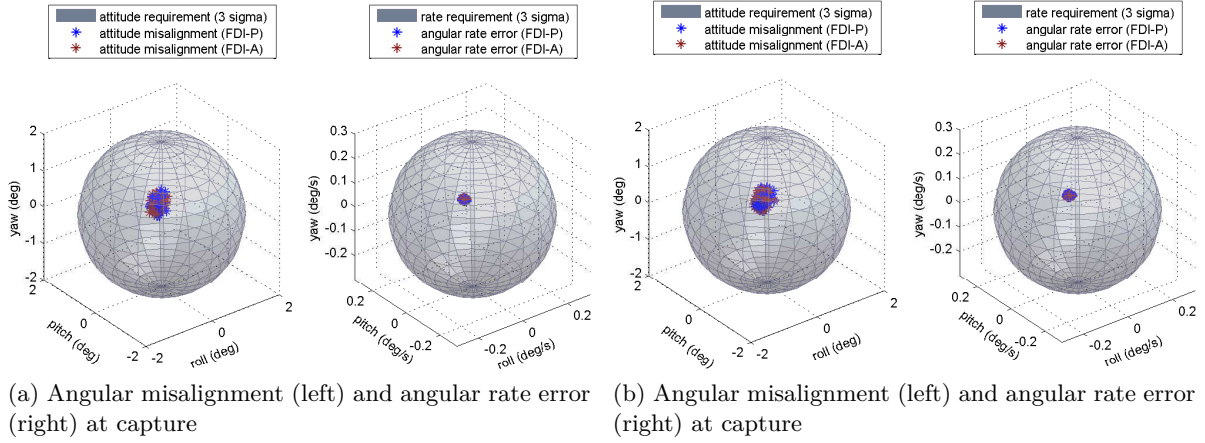 attitude requirement (3 sigma)
attitude misalignment (FDI-P)
attitude misalignment (FDI-A)
2
1
0
-1
-2
yaw (deg)
2
0
-2
pitch (deg)
-2
0
2
roll (deg)
rate requirement (3 sigma)
angular rate error (FDI-P)
angular rate error (FDI-A)
0.3
0.2
0.1
0
-0.1
-0.2
yaw (deg/s)
0.2
0
-0.2
pitch (deg/s)
-0.2
0
0.2
roll (deg/s)
(a) Angular misalignment (left) and angular rate error
(right) at capture
attitude requirement (3 sigma)
attitude misalignment (FDI-P)
attitude misalignment (FDI-A)
2
1
0
-1
-2
yaw (deg)
2
0
-2
pitch (deg)
-2
0
2
roll (deg)
rate requirement (3 sigma)
angular rate error (FDI-P)
angular rate error (FDI-A)
0.3
0.2
0.1
0
-0.1
-0.2
yaw (deg/s)
0.2
0
-0.2
pitch (deg/s)
-0.2
0
0.2
roll (deg/s)
(b) Angular misalignment (left) and angular rate error
(right) at capture